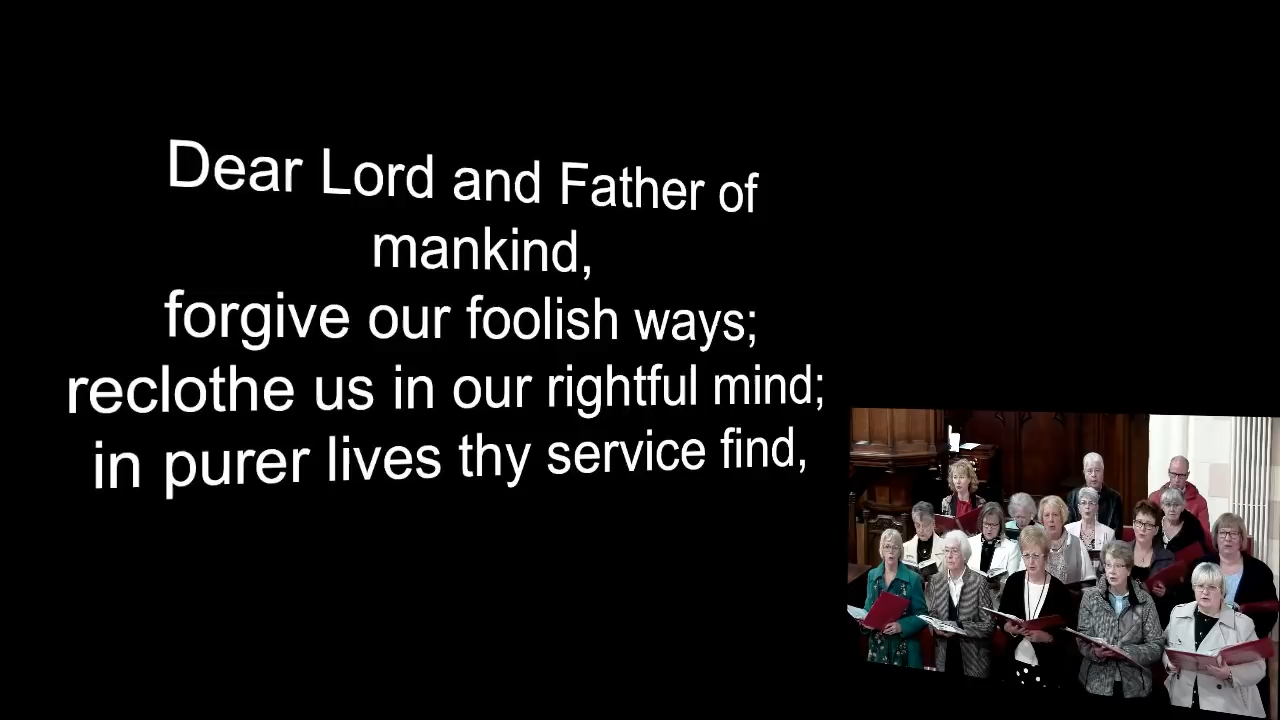 Dear Lord and Father of
mankind,
forgive our foolish ways;
reclothe us in our rightful mind;
in purer lives thy service find,